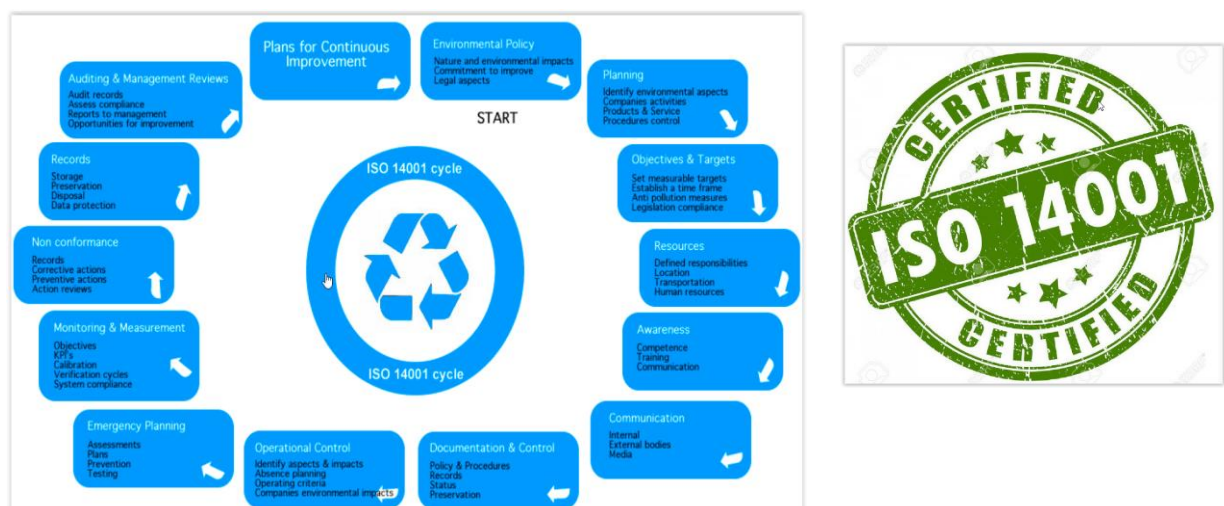 Plans for Continuous
Improvement
Environmental Policy
Nature and environmental impacts
Commitment to improve
Legal aspects
START
Planning
Identify environmental aspects
Companies activities
Products & Service
Procedures control
Objectives & Targets
Set measurable targets
Establish a time frame
Anti pollution measures
Legislation compliance
Resources
Defined responsibilities
Location
Transportation
Human resources
Awareness
Competence
Training
Communication
Communication
Internal
External bodies
Media
Documentation & Control
Policy & Procedures
Records
Status
Preservation
Operational Control
Identify aspects & impacts
Absence planning
Operating criteria
Companies environmental impacts
Emergency Planning
Assessments
Plans
Prevention
Testing
Monitoring & Measurement
Objectives
KPI's
Calibration
Verification cycles
System compliance
Non conformance
Records
Corrective actions
Preventive actions
Action reviews
Records
Storage
Preservation
Disposal
Data protection
Auditing & Management Reviews
Audit records
Assess compliance
Reports to management
Opportunities for improvement
ISO 14001 cycle
ISO 14001 cycle
CERTIFIED
ISO 14001
CERTIFIED